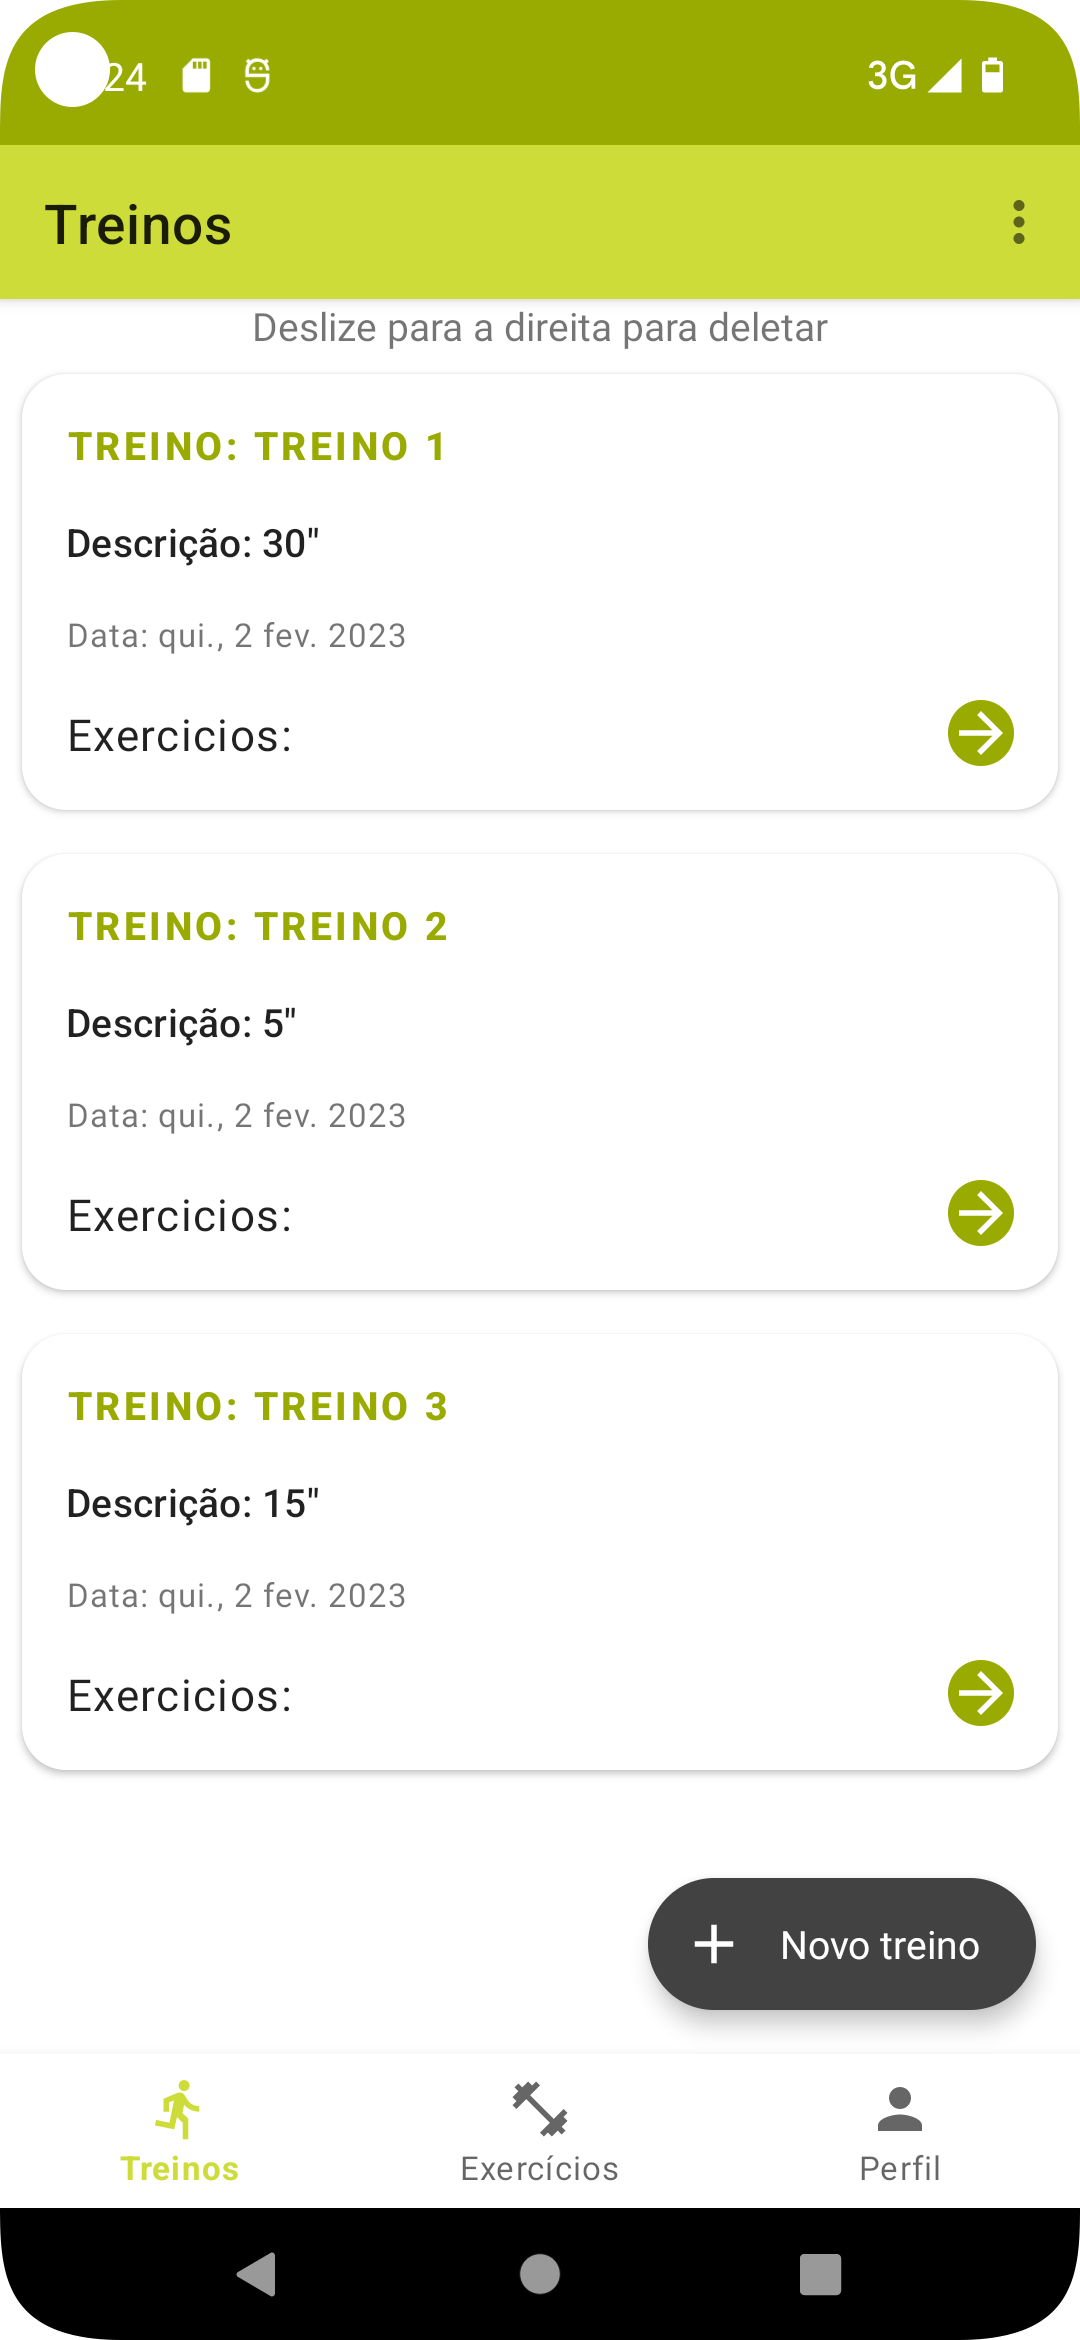 24
3G
Treinos
Deslize para a direita para deletar
TREINO: TREINO 1
Descrição: 30"
Data: qui., 2 fev. 2023
Exercicios:
TREINO: TREINO 2
Descrição: 5"
Data: qui., 2 fev. 2023
Exercicios:
TREINO: TREINO 3
Descrição: 15"
Data: qui., 2 fev. 2023
Exercicios:
Novo treino
Treinos
Exercícios
Perfil